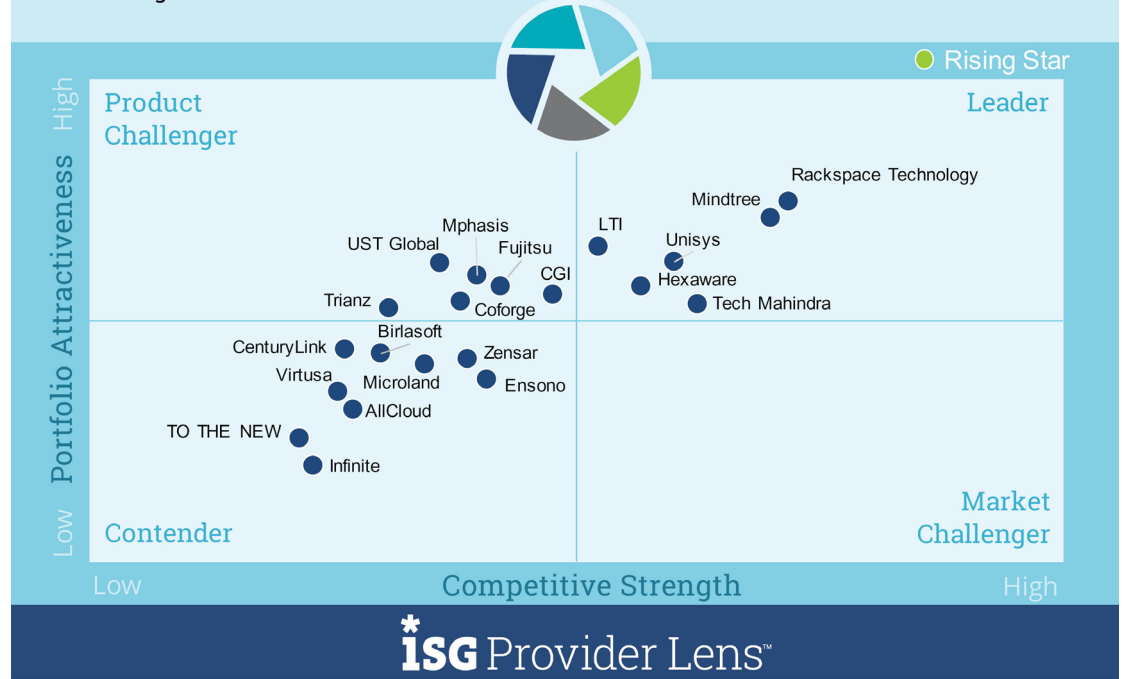 Rising Star
High
Product
Challenger
Leader
Rackspace Technology
Mindtree
LTI
Mphasis
UST Global
Fujitsu
Unisys
CGI
Hexaware
Trianz
Coforge
Tech Mahindra
Portfolio Attractiveness
Birlasoft
CenturyLink
Zensar
Virtusa
Microland
Ensono
AllCloud
TO THE NEW
Infinite
Low
Contender
Market
Challenger
Low
Competitive Strength
High
*iSG Provider Lens™